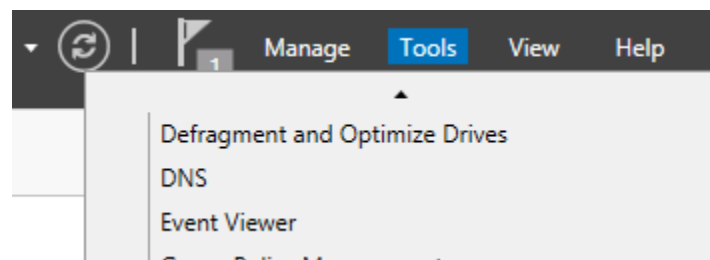 1 Manage Tools View Help
Defragment and Optimize Drives
DNS
Event Viewer